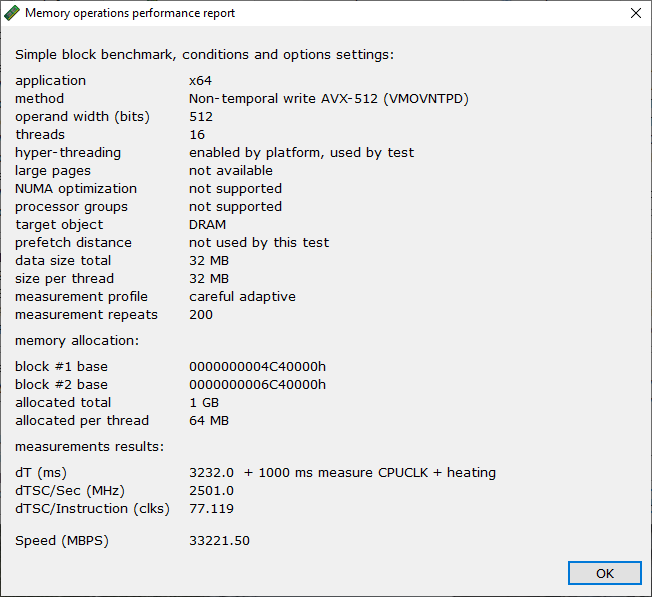 Memory operations performance report
Simple block benchmark, conditions and options settings:
application x64
method Non-temporal write AVX-512 (VMOVNTPD)
operand width (bits) 512
threads 16
hyper-threading enabled by platform, used by test
large pages not available
NUMA optimization not supported
processor groups not supported
target object DRAM
prefetch distance not used by this test
data size total 32 MB
size per thread 32 MB
measurement profile careful adaptive
measurement repeats 200
memory allocation:
block #1 base 0000000004C40000h
block #2 base 0000000006C40000h
allocated total 1 GB
allocated per thread 64 MB
measurements results:
dT (ms) 3232.0 + 1000 ms measure CPUCLK + heating
dTSC/Sec (MHz) 2501.0
dTSC/Instruction (clks) 77.119
Speed (MBPS) 33221.50
OK